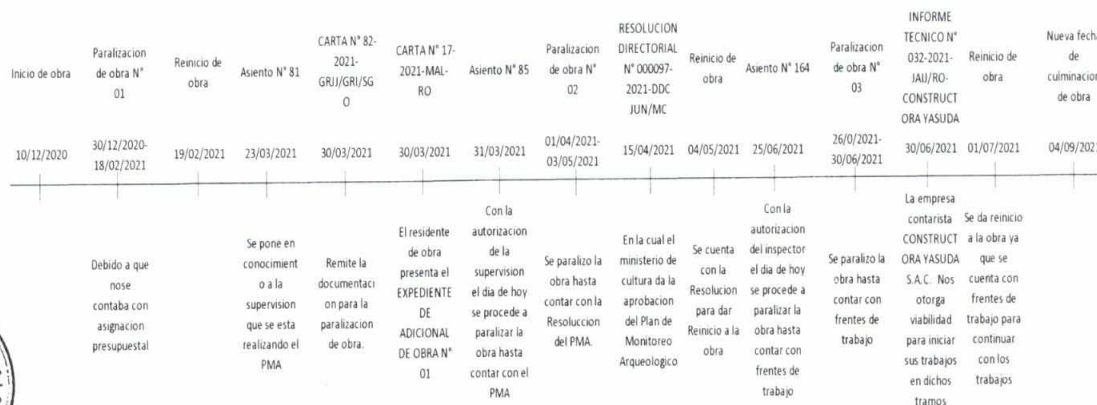 Inicio de obra
Paralizacion
de obra N°
01
Reinicio de
obra
Asiento N° 81
CARTA N° 82-
2021-
GRJJ/GRI/SG
O
CARTA N° 17-
2021-MAL-
RO
Asiento N° 85
Paralizacion
de obra N°
02
RESOLUCION
DIRECTORIAL
N° 000097-
2021-DDC
JUN/MC
Reinicio de
obra
Asiento N° 164
Paralizacion
de obra N°
03
INFORME
TECNICO N°
032-2021-
JAIJ/RO-
CONSTRUCT
ORA YASUDA
Reinicio de
obra
Nueva fecha
de
culminacion
de obra
10/12/2020
30/12/2020-
18/02/2021
19/02/2021
23/03/2021
30/03/2021
30/03/2021
31/03/2021
01/04/2021-
03/05/2021
15/04/2021
04/05/2021
25/06/2021
26/0/2021-
30/06/2021
30/06/2021
01/07/2021
04/09/2021
Debido a que
nose
contaba con
asignacion
presupuestal
Se pone en
conocimient
o a la
supervision
que se esta
realizando el
PMA
Remite la
documentaci
on para la
paralizacion
de obra.
El residente
de obra
presenta el
EXPEDIENTE
DE
ADICIONAL
DE OBRA N°
01
Con la
autorizacion
de la
supervision
el dia de hoy
se procede a
paralizar la
obra hasta
contar con el
PMA
Se paralizo la
obra hasta
contar con la
Resoluccion
del PMA.
En la cual el
ministerio de
cultura da la
aprobacion
del Plan de
Monitoreo
Arqueologico
Se cuenta
con la
Resolucion
para dar
Reinicio a la
obra
Con la
autorizacion
del inspector
el dia de hoy
se procede a
paralizar la
obra hasta
contar con
frentes de
trabajo
Se paralizo la
obra hasta
contar con
frentes de
trabajo
La empresa
contarista
CONSTRUCT
ORA YASUDA
S.A.C. Nos
otorga
viabilidad
para iniciar
sus trabajos
en dichos
tramos
Se da reinicio
a la obra ya
que se
cuenta con
frentes de
trabajo para
continuar
con los
trabajos